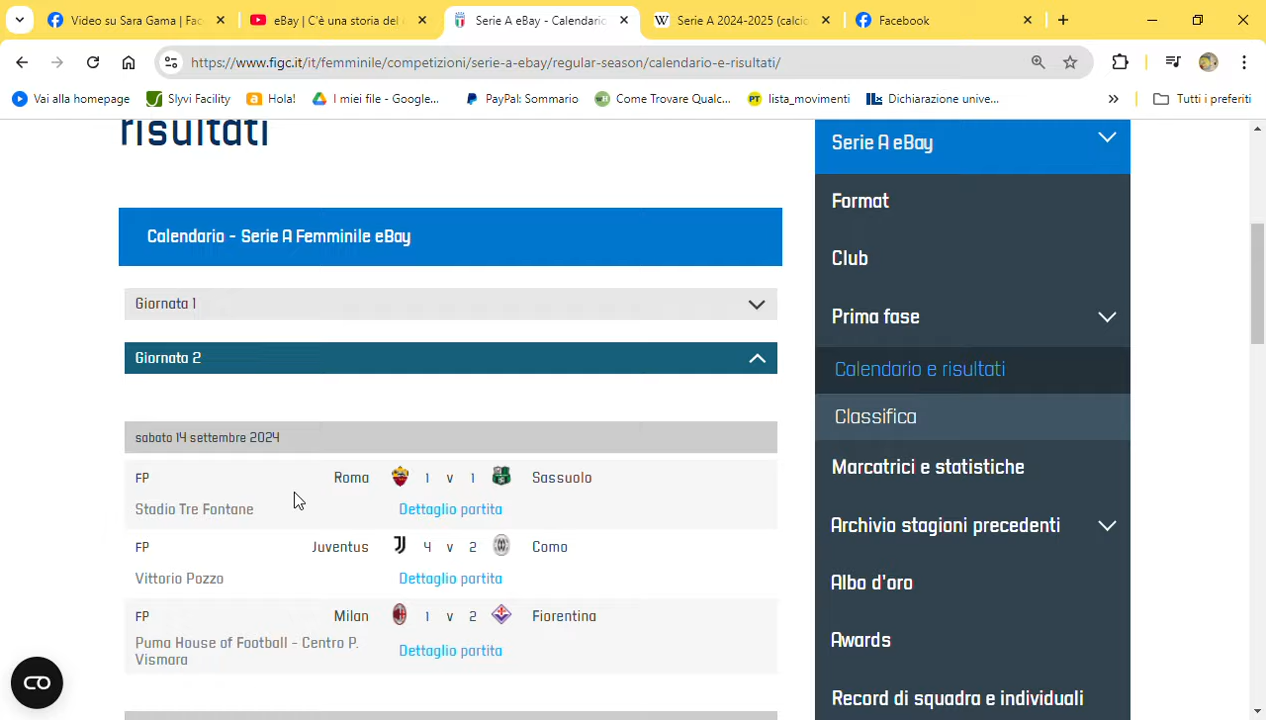 Video su Sara Gama | Fac
eBay | C'è una storia del c
Serie A eBay - Calendario
Serie A 2024-2025 (calcio
Facebook
https://www.figc.it/it/femminile/competizioni/serie-a-ebay/regular-season/calendario-e-risultati/
Vai alla homepage
Slyvi Facility
Hola!
I miei file - Google...
PayPal: Sommario
Come Trovare Qualc...
lista_movimenti
Dichiarazione unive...
Tutti i preferiti
risultati
Calendario - Serie A Femminile eBay
Giornata 1
Giornata 2
sabato 14 settembre 2024
FP Roma 1 v 1 Sassuolo
Stadio Tre Fontane Dettaglio partita
FP Juventus 4 v 2 Como
Vittorio Pozzo Dettaglio partita
FP Milan 1 v 2 Fiorentina
Puma House of Football - Centro P.
Vismara
Dettaglio partita
Serie A eBay
Format
Club
Prima fase
Calendario e risultati
Classifica
Marcatrici e statistiche
Archivio stagioni precedenti
Albo d'oro
Awards
Record di squadra e individuali